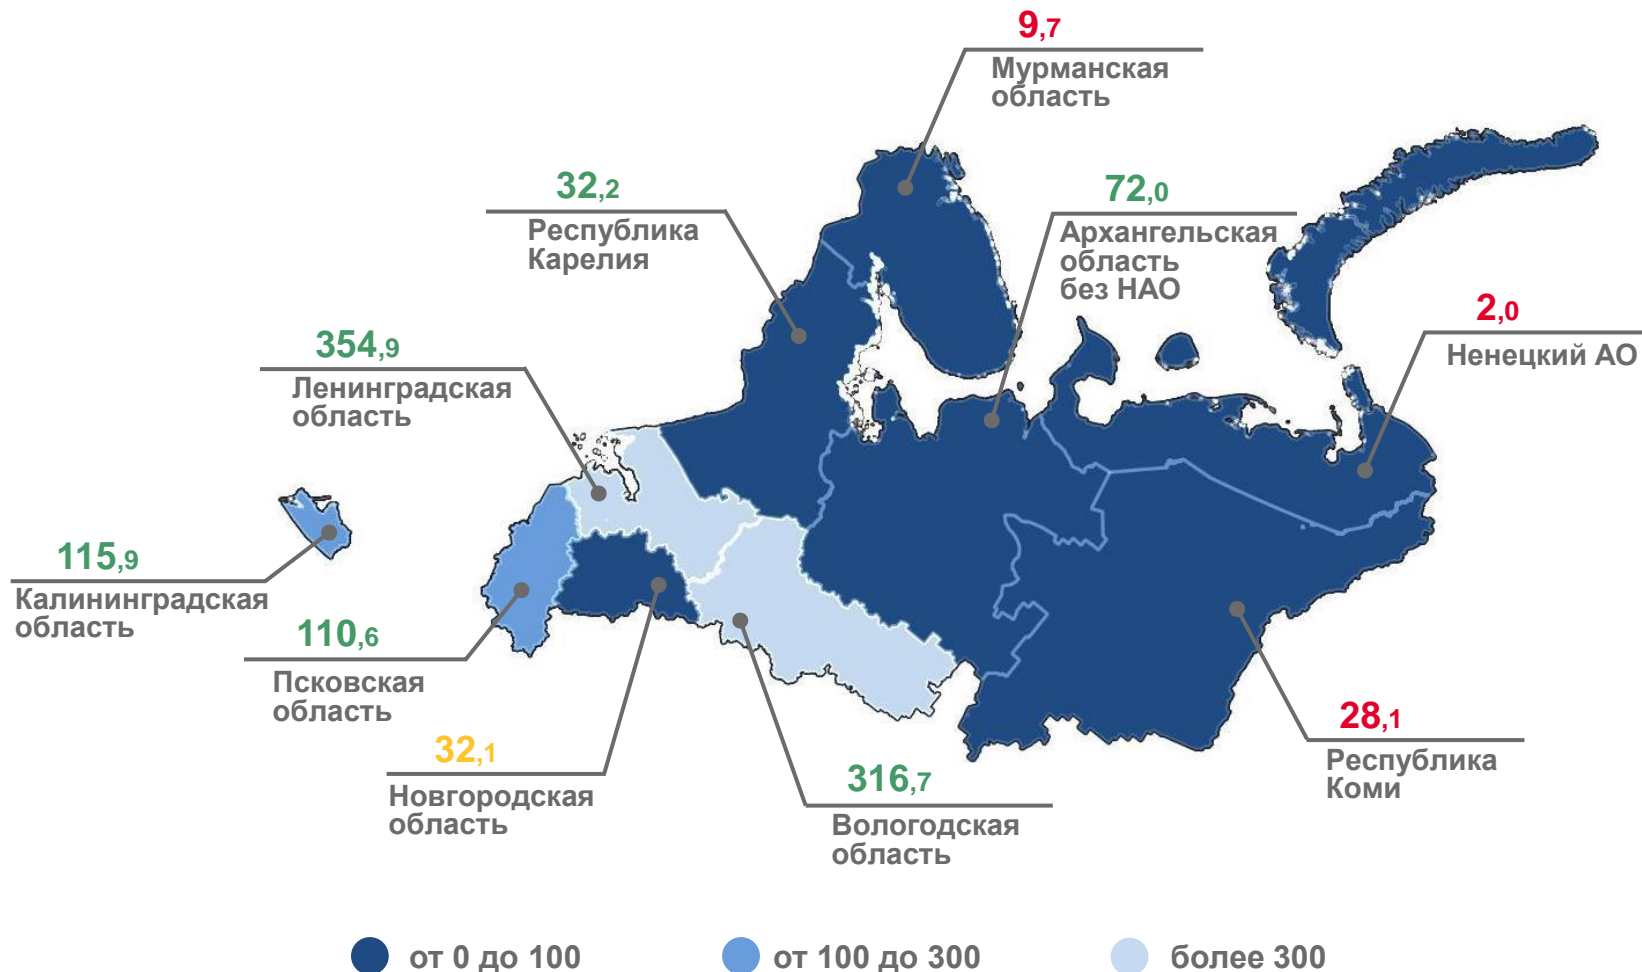 9,7
Мурманская
область
32,2
Республика
Карелия
72,0
Архангельская
область
без НАО
2,0
Ненецкий АО
354,9
Ленинградская
область
115,9
Калининградская
область
110,6
Псковская
область
32,1
Новгородская
область
316,7
Вологодская
область
28,1
Республика
Коми
от 0 до 100
от 100 до 300
более 300